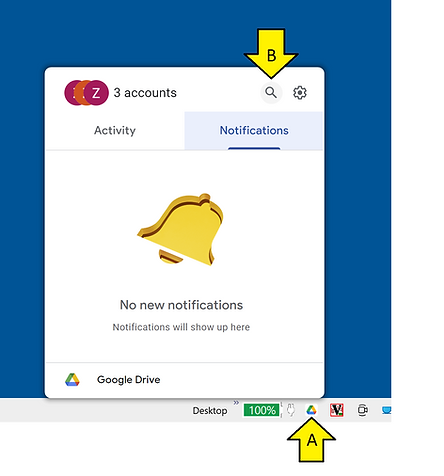 B
Z 3 accounts
Activity Notifications
No new notifications
Notifications will show up here
Google Drive
Desktop » 100%
A